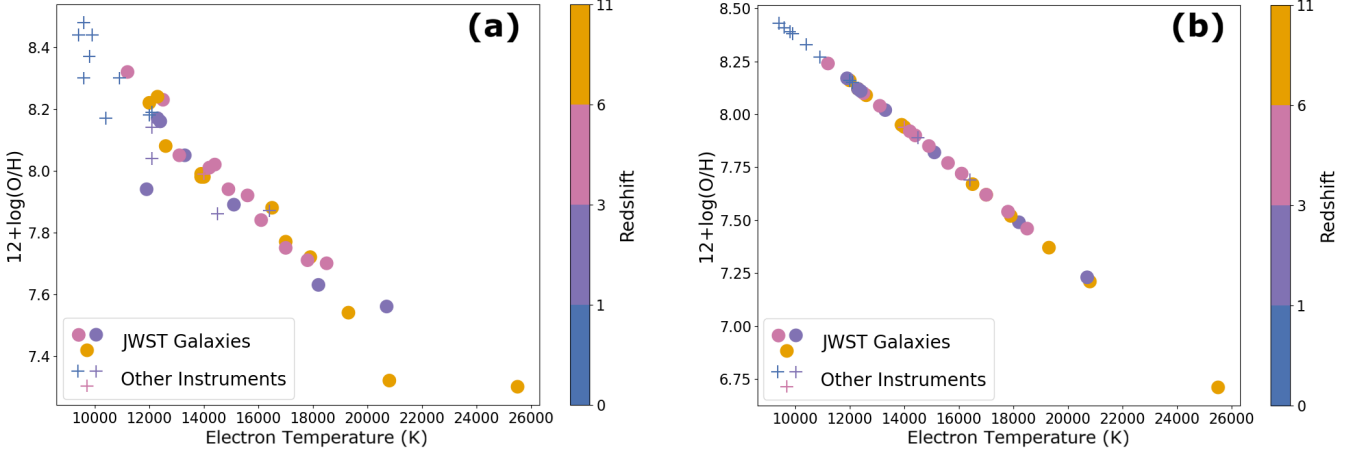 (a)
12+log(O/H)
8.4
8.2
8.0
7.8
7.6
7.4
JWST Galaxies
Other Instruments
10000 12000 14000 16000 18000 20000 22000 24000 26000
Electron Temperature (K)
11
6
3
1
0
Redshift
(b)
12+log(O/H)
8.50
8.25
8.00
7.75
7.50
7.25
7.00
6.75
JWST Galaxies
Other Instruments
10000 12000 14000 16000 18000 20000 22000 24000 26000
Electron Temperature (K)
11
6
3
1
0
Redshift